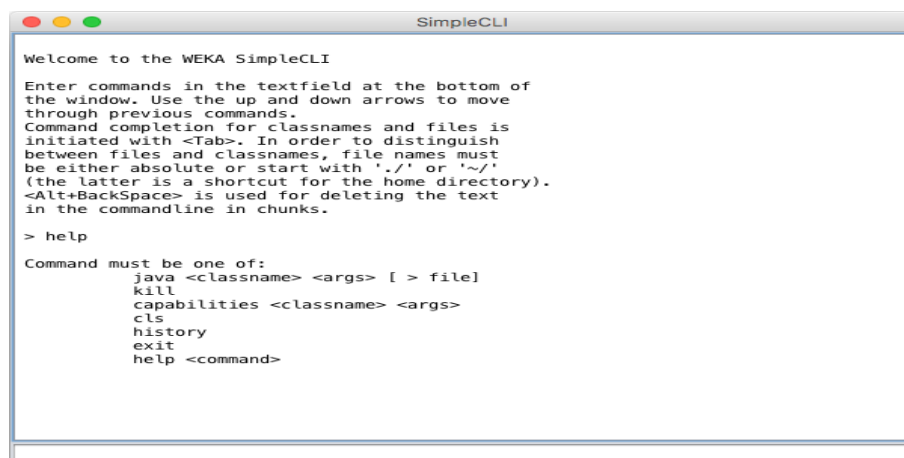 SimpleCLI
Welcome to the WEKA SimpleCLI
Enter commands in the textfield at the bottom of
the window. Use the up and down arrows to move
through previous commands.
Command completion for classnames and files is
initiated with <Tab>. In order to distinguish
between files and classnames, file names must
be either absolute or start with './' or '~/'
(the latter is a shortcut for the home directory).
<Alt+BackSpace> is used for deleting the text
in the commandline in chunks.
> help
Command must be one of:
java <classname> <args> [ > file]
kill
capabilities <classname> <args>
cls
history
exit
help <command>